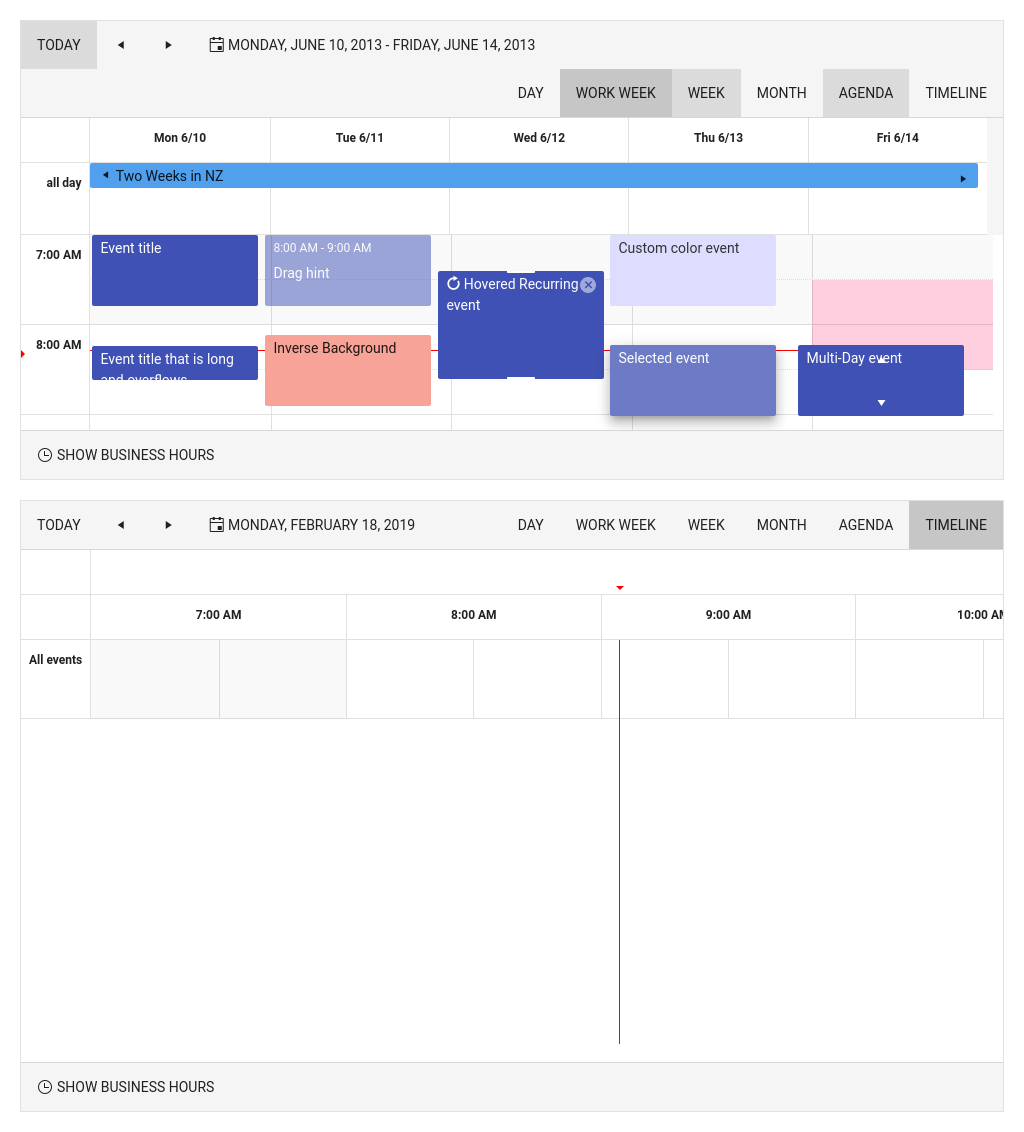 TODAY
MONDAY, JUNE 10, 2013 - FRIDAY, JUNE 14, 2013
DAY WORK WEEK WEEK MONTH AGENDA TIMELINE
Mon 6/10 Tue 6/11 Wed 6/12 Thu 6/13 Fri 6/14
all day
Two Weeks in NZ
7:00 AM
Event title
8:00 AM - 9:00 AM
Drag hint
Hovered Recurring
event
Custom color event
8:00 AM
Event title that is long
and overflows
Inverse Background
Selected event
Multi-Day event
SHOW BUSINESS HOURS
TODAY
MONDAY, FEBRUARY 18, 2019
DAY WORK WEEK WEEK MONTH AGENDA TIMELINE
7:00 AM 8:00 AM 9:00 AM 10:00 AM
All events
SHOW BUSINESS HOURS